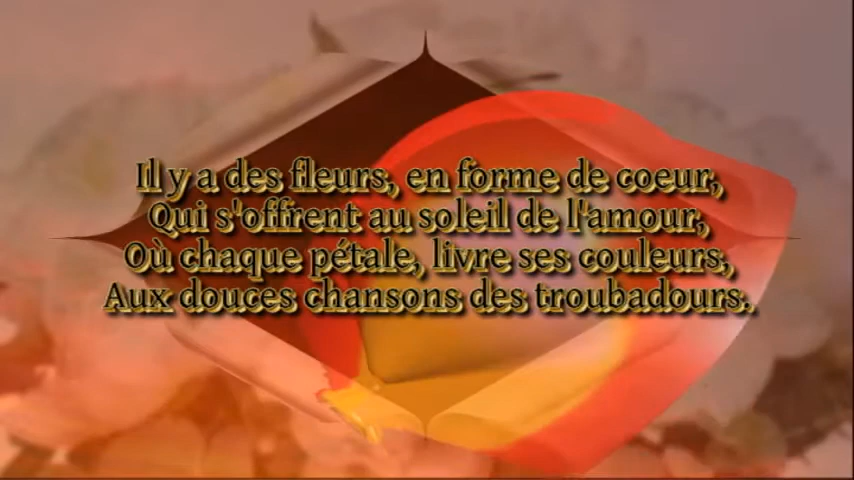 Il y a des fleurs, en forme de coeur,
Qui s'offrent au soleil de l'amour,
Où chaque pétale, livre ses couleurs,
Aux douces chansons des troubadours.